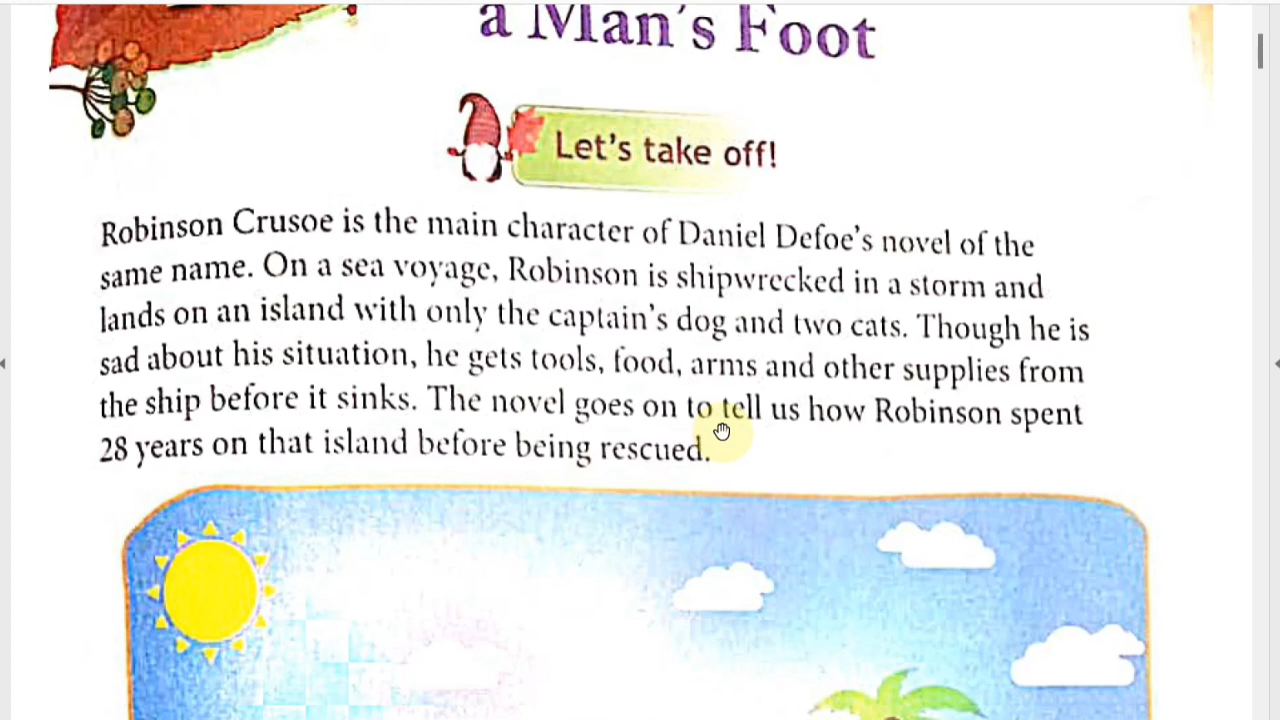 a Man's Foot
Let's take off!
Robinson Crusoe is the main character of Daniel Defoe's novel of the
same name. On a sea voyage, Robinson is shipwrecked in a storm and
lands on an island with only the captain's dog and two cats. Though he is
sad about his situation, he gets tools, food, arms and other supplies from
the ship before it sinks. The novel goes on to tell us how Robinson spent
28 years on that island before being rescued.